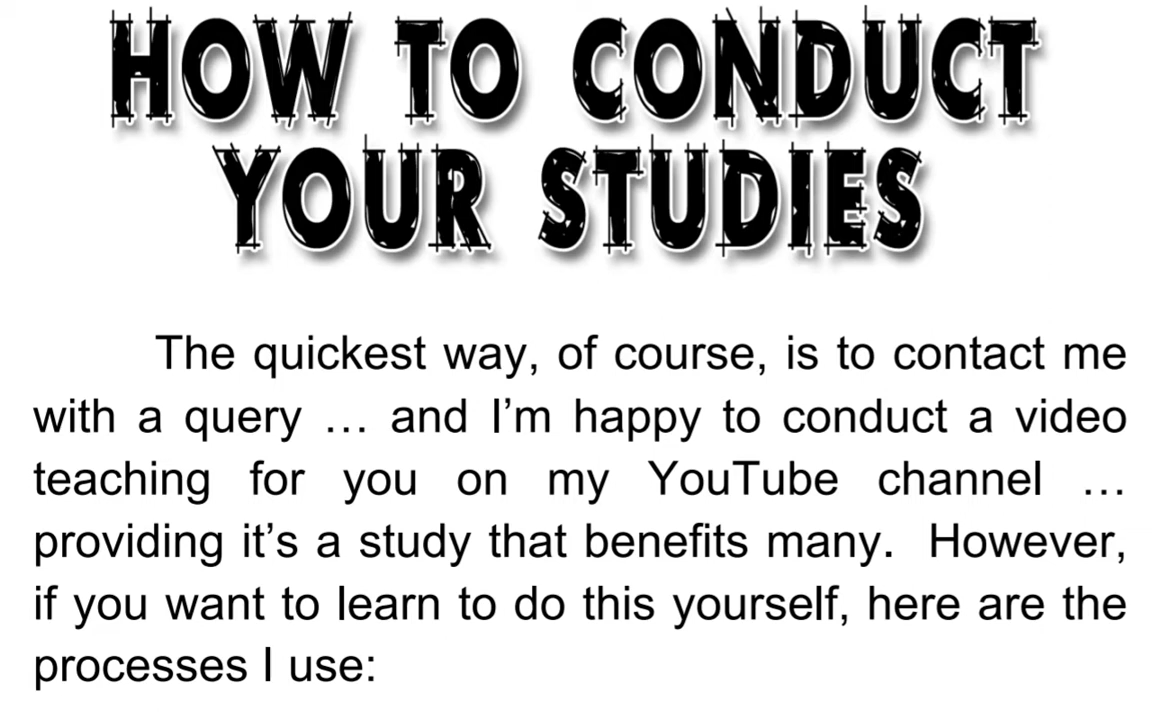 HOW TO CONDUCT
YOUR STUDIES
The quickest way, of course, is to contact me
with a query … and I’m happy to conduct a video
teaching for you on my YouTube channel …
providing it’s a study that benefits many.  However,
if you want to learn to do this yourself, here are the
processes I use: